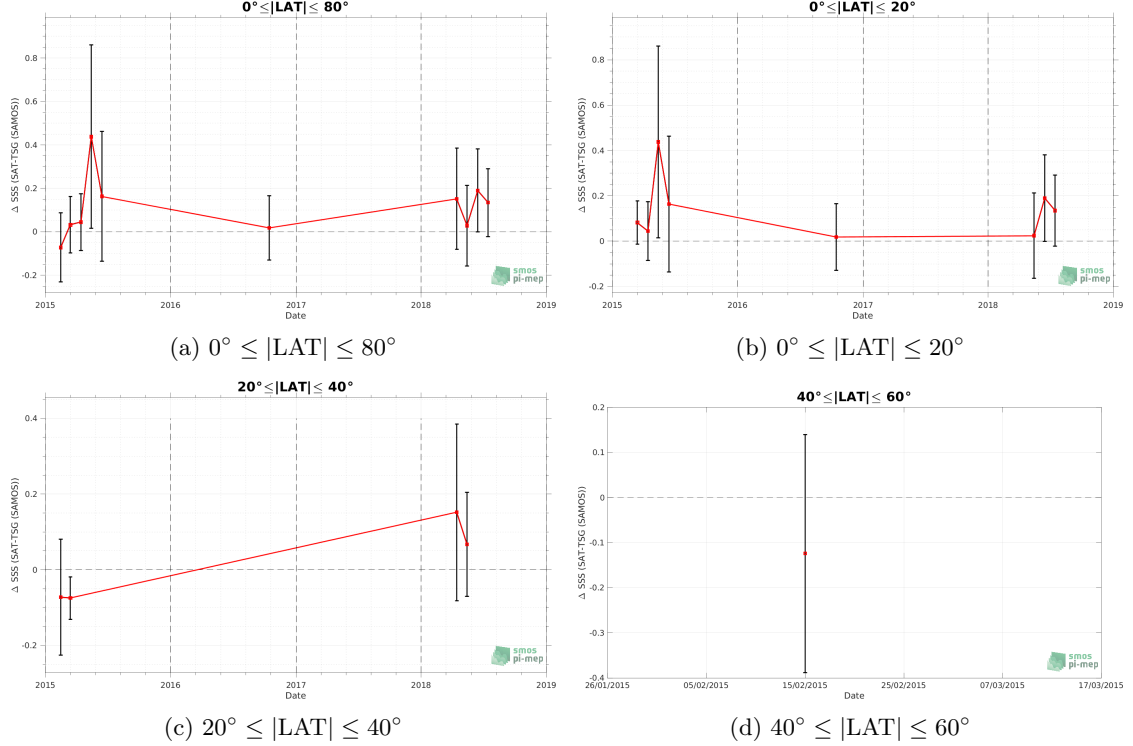 0°≤|LAT|≤ 80°
Δ SSS (SAT-TSG (SAMOS))
0.8
0.6
0.4
0.2
0
-0.2
2015
2016
2017
2018
2019
Date
smos
pi-mep
(a) 0° ≤ |LAT| ≤ 80°
0°≤|LAT|≤ 20°
Δ SSS (SAT-TSG (SAMOS))
0.8
0.6
0.4
0.2
0
-0.2
2015
2016
2017
2018
2019
Date
smos
pi-mep
(b) 0° ≤ |LAT| ≤ 20°
20°≤|LAT|≤ 40°
Δ SSS (SAT-TSG (SAMOS))
0.4
0.2
0
-0.2
2015
2016
2017
2018
2019
Date
smos
pi-mep
(c) 20° ≤ |LAT| ≤ 40°
40°≤|LAT|≤ 60°
Δ SSS (SAT-TSG (SAMOS))
0.2
0.1
0
-0.1
-0.2
-0.3
-0.4
26/01/2015
05/02/2015
15/02/2015
25/02/2015
07/03/2015
17/03/2015
Date
smos
pi-mep
(d) 40° ≤ |LAT| ≤ 60°